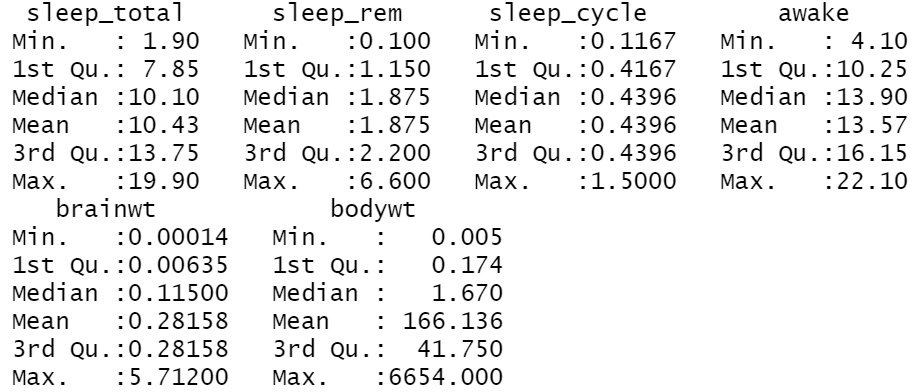 sleep_total sleep_rem sleep_cycle awake
Min. : 1.90 Min. :0.100 Min. :0.1167 Min. : 4.10
1st Qu.: 7.85 1st Qu.:1.150 1st Qu.:0.4167 1st Qu.:10.25
Median :10.10 Median :1.875 Median :0.4396 Median :13.90
Mean :10.43 Mean :1.875 Mean :0.4396 Mean :13.57
3rd Qu.:13.75 3rd Qu.:2.200 3rd Qu.:0.4396 3rd Qu.:16.15
Max. :19.90 Max. :6.600 Max. :1.5000 Max. :22.10
brainwt bodywt
Min. :0.00014 Min. : 0.005
1st Qu.:0.00635 1st Qu.: 0.174
Median :0.11500 Median : 1.670
Mean :0.28158 Mean : 166.136
3rd Qu.:0.28158 3rd Qu.: 41.750
Max. :5.71200 Max. :6654.000